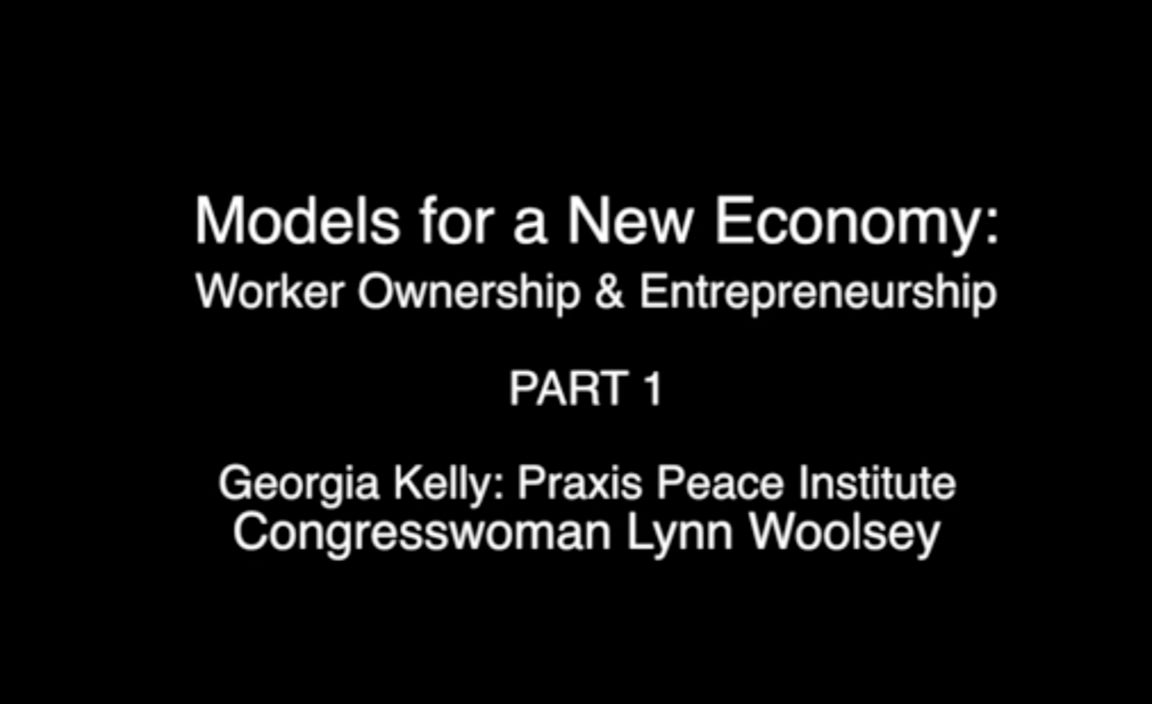 Models for a New Economy:
Worker Ownership & Entrepreneurship
PART 1
Georgia Kelly: Praxis Peace Institute
Congresswoman Lynn Woolsey